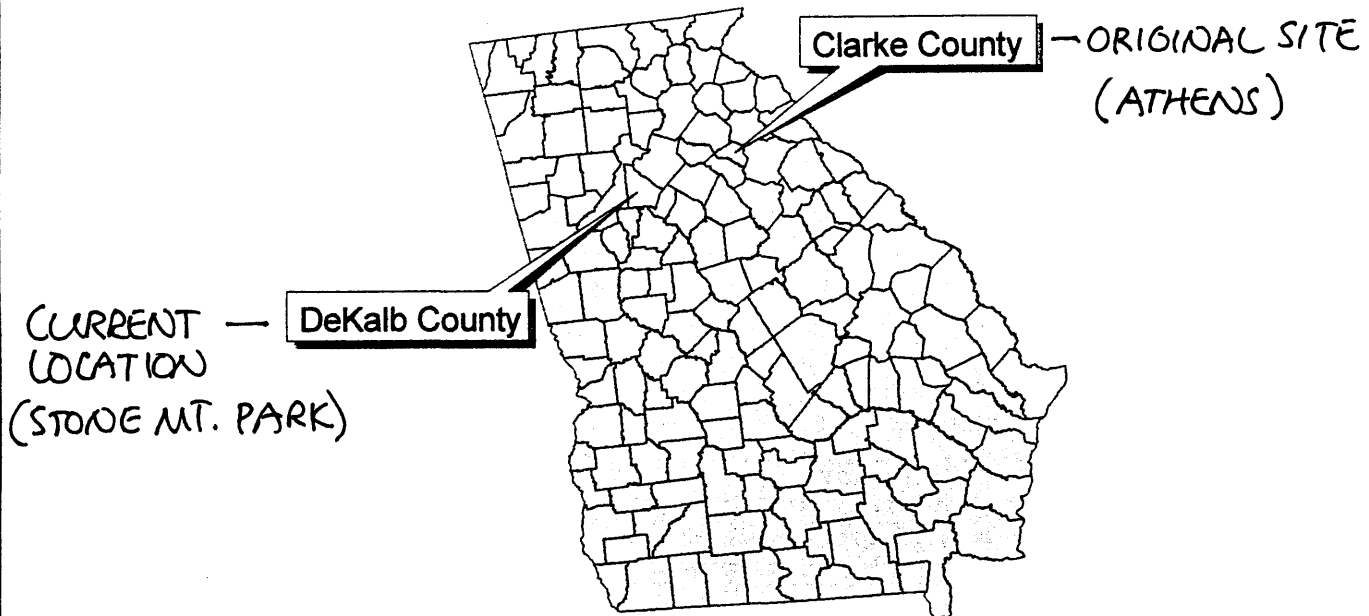 Clarke County — ORIGINAL SITE
(ATHENS)
CURRENT — DeKalb County
LOCATION
(STONE MT. PARK)